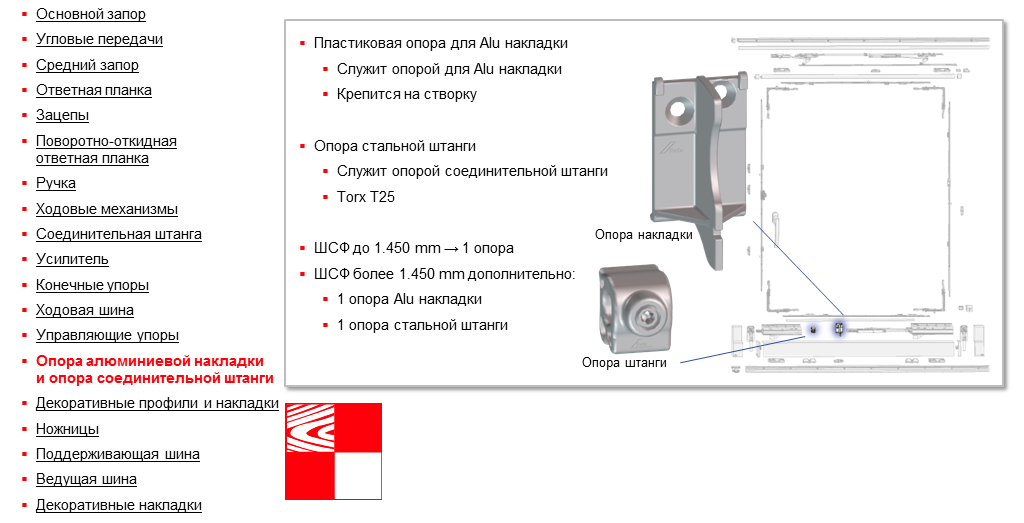 Основной запор
Угловые передачи
Средний запор
Ответная планка
Зацепы
Поворотно-откидная
ответная планка
Ручка
Ходовые механизмы
Соединительная штанга
Усилитель
Конечные упоры
Ходовая шина
Управляющие упоры
Опора алюминиевой накладки
и опора соединительной штанги
Декоративные профили и накладки
Ножницы
Поддерживающая шина
Ведущая шина
Декоративные накладки
Пластиковая опора для Alu накладки
Служит опорой для Alu накладки
Крепится на створку
Опора стальной штанги
Служит опорой соединительной штанги
Torx T25
ШСФ до 1.450 mm → 1 опора
ШСФ более 1.450 mm дополнительно:
1 опора Alu накладки
1 опора стальной штанги
Опора накладки
Опора штанги